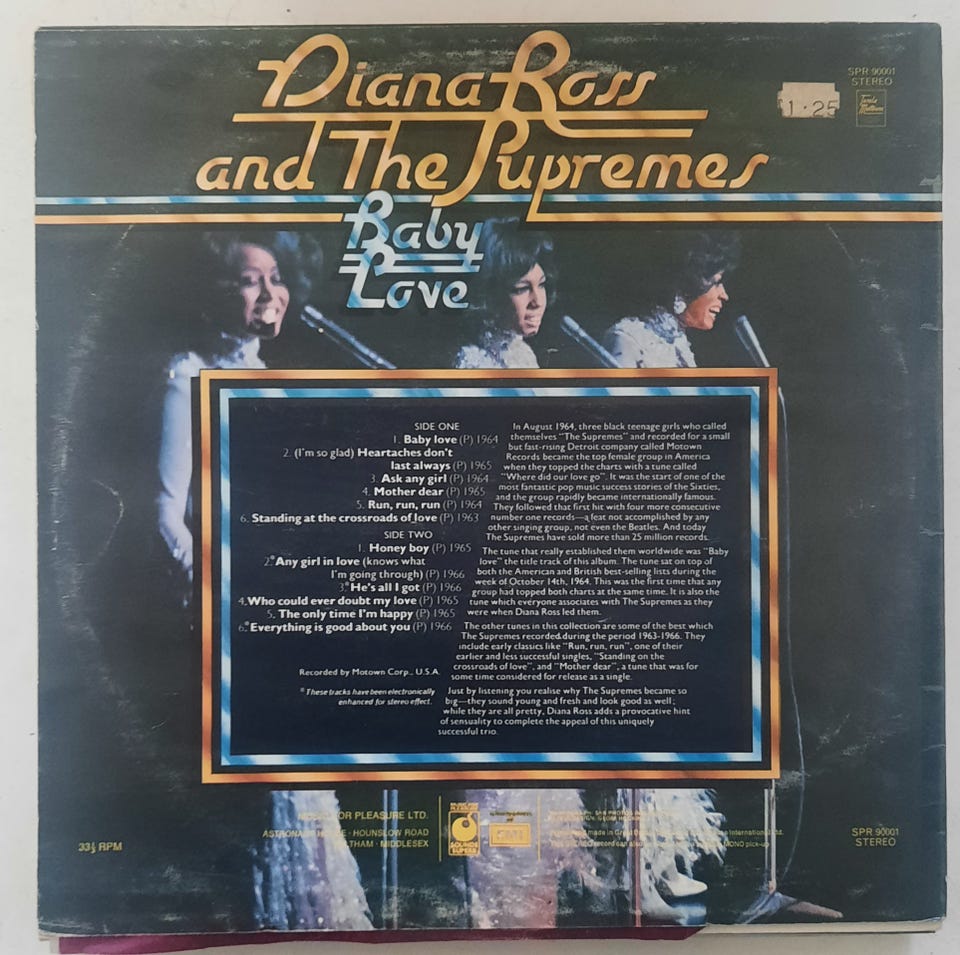 Diana Ross
and The Supremes
Baby
Love
SPR 90001
STEREO
Tamla
Motown
1·25
SIDE ONE
1. Baby love (P) 1964
2. (I'm so glad) Heartaches don't
last always (P) 1965
3. Ask any girl (P) 1964
4. Mother dear (P) 1965
5. Run, run, run (P) 1964
6. Standing at the crossroads of love (P) 1963
SIDE TWO
1. Honey boy (P) 1965
2.*Any girl in love (knows what
I'm going through) (P) 1966
3.*He's all I got (P) 1966
4. Who could ever doubt my love (P) 1965
5. The only time I'm happy (P) 1965
6.*Everything is good about you (P) 1966
Recorded by Motown Corp., U.S.A.
*These tracks have been electronically
enhanced for stereo effect.
In August 1964, three black teenage girls who called
themselves "The Supremes" and recorded for a small
but fast-rising Detroit company called Motown
Records became the top female group in America
when they topped the charts with a tune called
"Where did our love go". It was the start of one of the
most fantastic pop music success stories of the Sixties,
and the group rapidly became internationally famous.
They followed that first hit with four more consecutive
number one records—a feat not accomplished by any
other singing group, not even the Beatles. And today
The Supremes have sold more than 25 million records.
The tune that really established them worldwide was "Baby
love" the title track of this album. The tune sat on top of
both the American and British best-selling lists during the
week of October 14th, 1964. This was the first time that any
group had topped both charts at the same time. It is also the
tune which everyone associates with The Supremes as they
were when Diana Ross led them.
The other tunes in this collection are some of the best which
The Supremes recorded during the period 1963-1966. They
include early classics like "Run, run, run", one of their
earlier and less successful singles, "Standing on the
crossroads of love", and "Mother dear", a tune that was for
some time considered for release as a single.
Just by listening you realise why The Supremes became so
big—they sound young and fresh and look good as well;
while they are all pretty, Diana Ross adds a provocative hint
of sensuality to complete the appeal of this uniquely
successful trio.
33⅓ RPM
FOR PLEASURE LTD.
HOUNSLOW ROAD
MIDDLESEX
SOUNDS
SUPERB
EMI
made in Great
International Ltd.
record can also
MONO pick-up
SPR 90001
STEREO